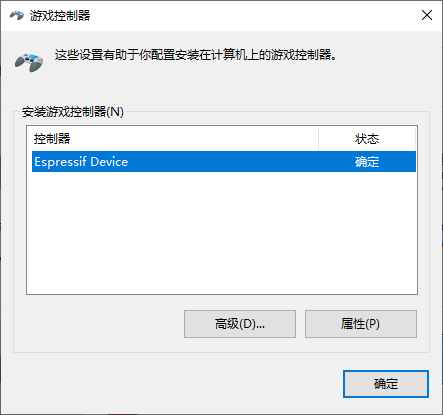 游戏控制器
这些设置有助于你配置安装在计算机上的游戏控制器。
安装游戏控制器(N)
控制器 状态
Espressif Device 确定
高级(D)... 属性(P)
确定